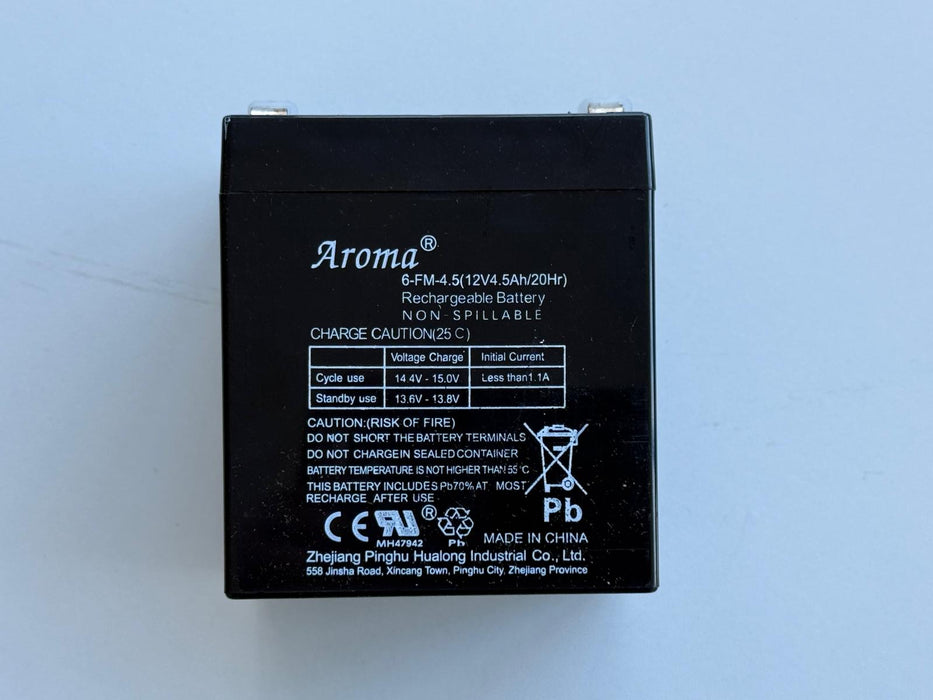 Aroma®
6-FM-4.5(12V4.5Ah/20Hr)
Rechargeable Battery
NON-SPILLABLE
CHARGE CAUTION(25 C)
Voltage Charge Initial Current
Cycle use 14.4V - 15.0V Less than1.1A
Standby use 13.6V - 13.8V
CAUTION:(RISK OF FIRE)
DO NOT SHORT THE BATTERY TERMINALS
DO NOT CHARGE IN SEALED CONTAINER
BATTERY TEMPERATURE IS NOT HIGHER THAN 55°C
THIS BATTERY INCLUDES Pb70% AT MOST
RECHARGE AFTER USE
Pb
CE RU ®
MH47942 Pb
MADE IN CHINA
Zhejiang Pinghu Hualong Industrial Co., Ltd.
558 Jinsha Road, Xincang Town, Pinghu City, Zhejiang Province